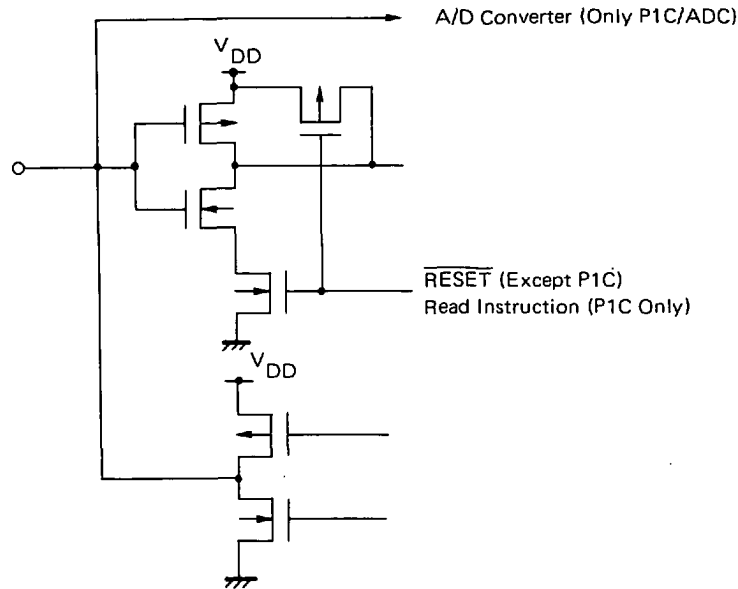 A/D Converter (Only P1C/ADC)
VDD
RESET (Except P1C)
Read Instruction (P1C Only)
VDD